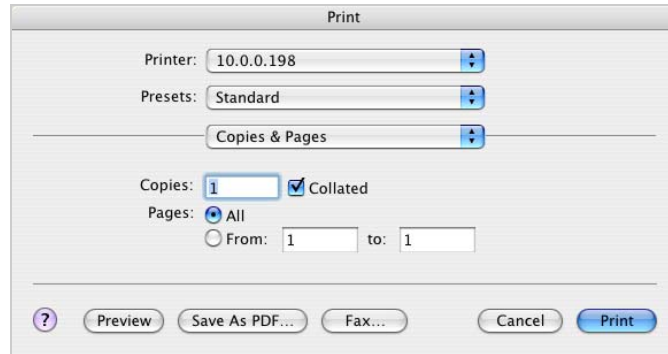 Print
Printer: 10.0.0.198
Presets: Standard
Copies & Pages
Copies: 1 Collated
Pages: All
From: 1 to: 1
? Preview Save As PDF... Fax... Cancel Print